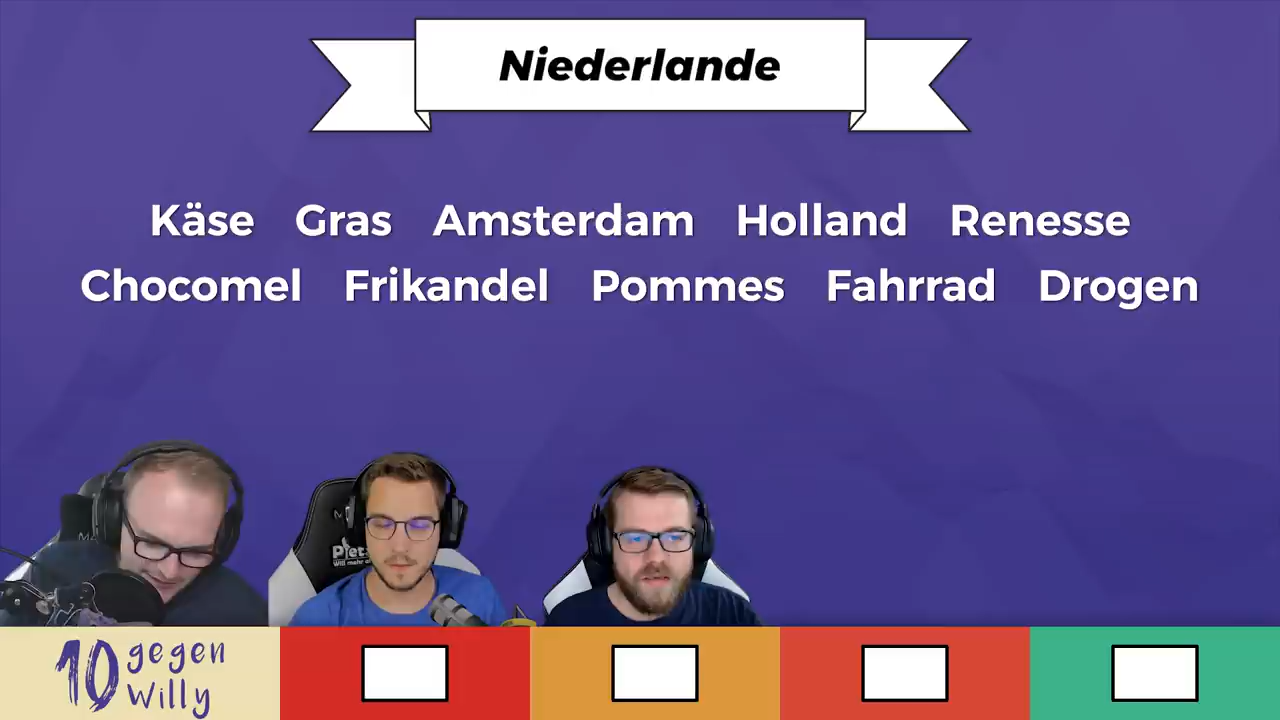 Niederlande
Käse Gras Amsterdam Holland Renesse
Chocomel Frikandel Pommes Fahrrad Drogen
10 gegen
Willy